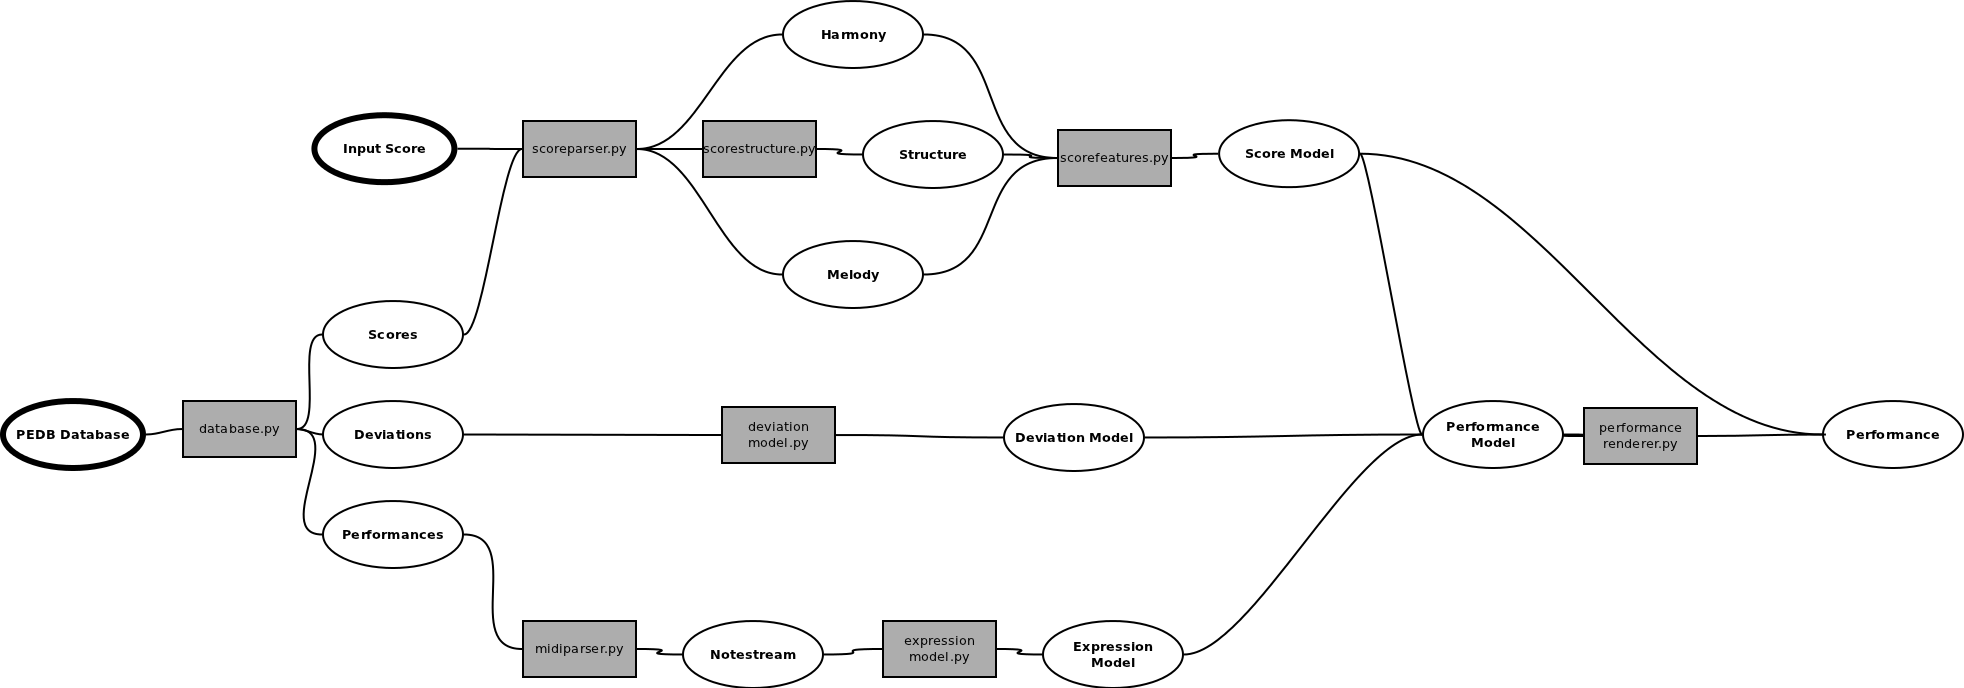 Harmony
Input Score
scoreparser.py
scorestructure.py
Structure
scorefeatures.py
Score Model
Melody
Scores
PEDB Database
database.py
Deviations
deviation
model.py
Deviation Model
Performance
Model
performance
renderer.py
Performance
Performances
midiparser.py
Notestream
expression
model.py
Expression
Model